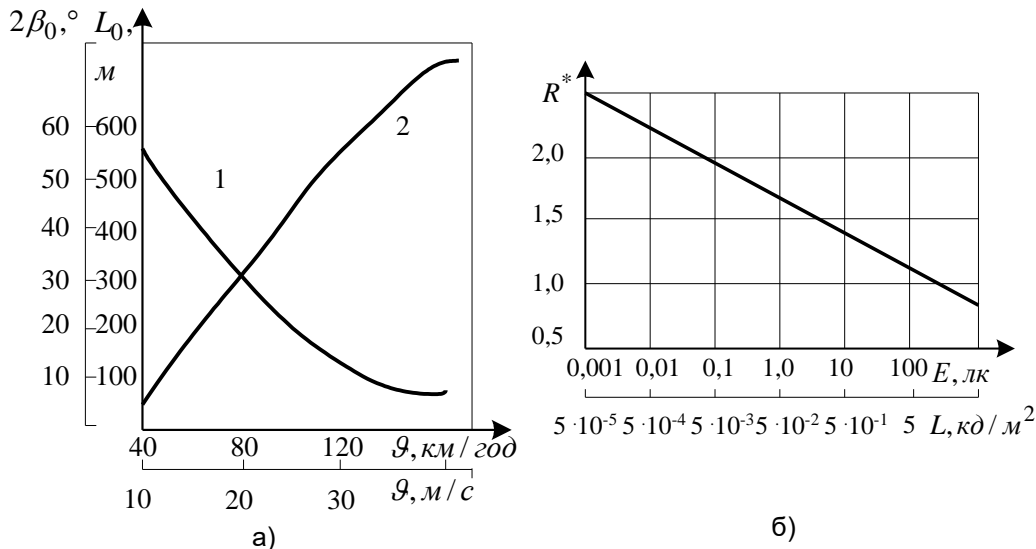 2β₀,° L₀,
м
60 600
50 500
40 400
30 300
20 200
10 100
1
2
40 80 120 ϑ, км / год
10 20 30 ϑ, м / с
а)
R*
2,0
1,5
1,0
0,5
0,001 0,01 0,1 1,0 10 100 E, лк
5 ·10⁻⁵ 5 ·10⁻⁴ 5 ·10⁻³ 5 ·10⁻² 5 ·10⁻¹ 5 L, кд / м²
б)